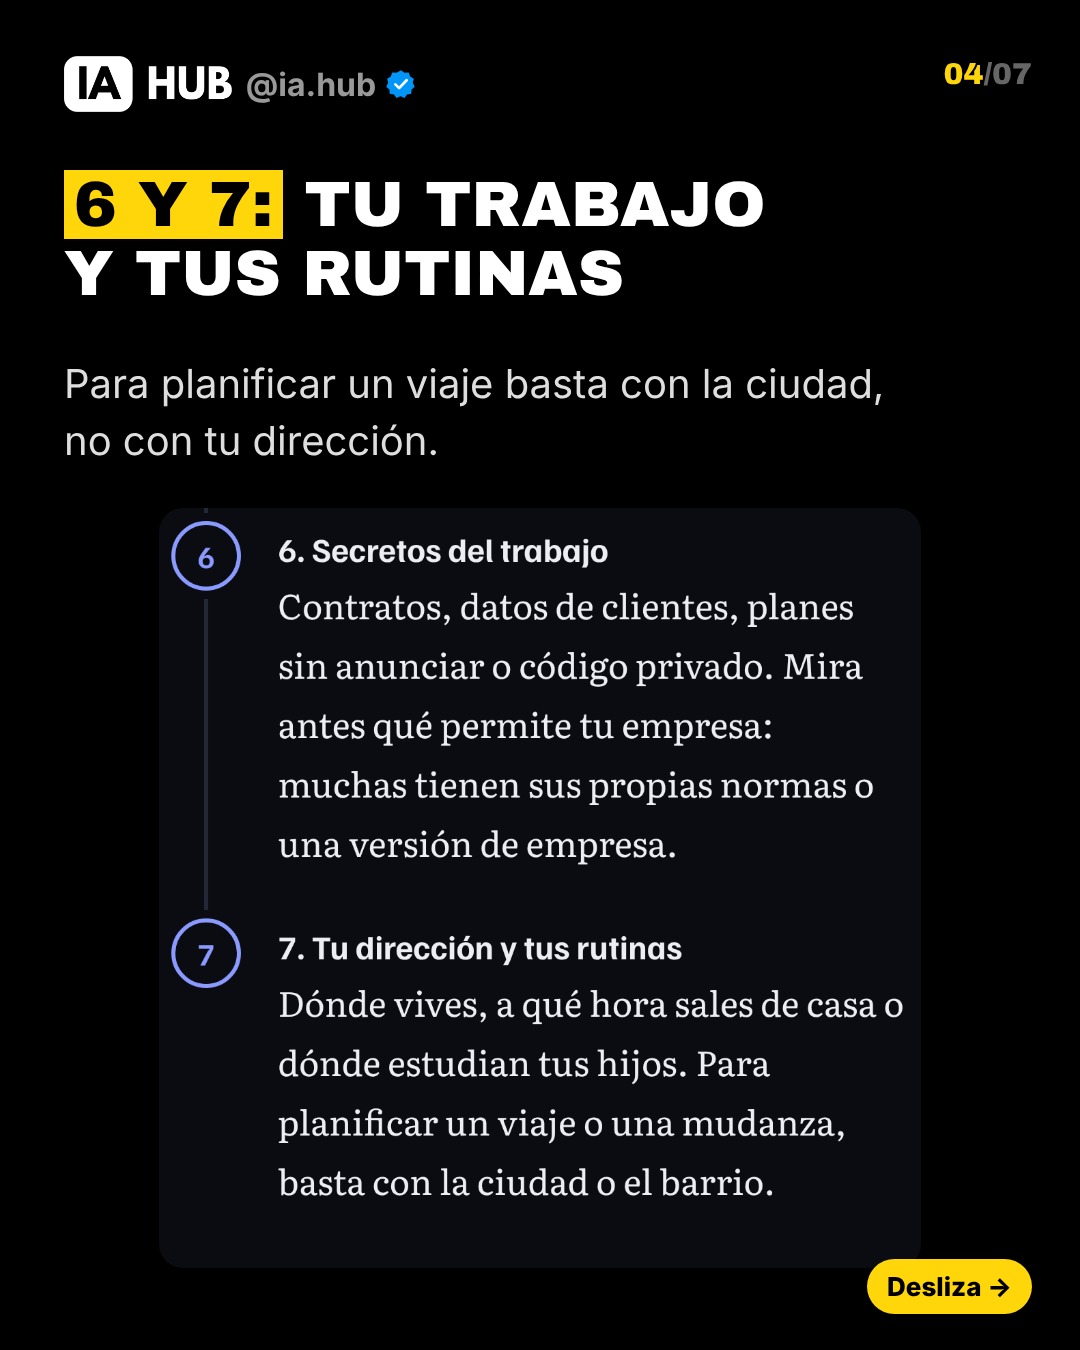 IA HUB @ia.hub
04/07
6 Y 7: TU TRABAJO
Y TUS RUTINAS
Para planificar un viaje basta con la ciudad,
no con tu dirección.
6
6. Secretos del trabajo
Contratos, datos de clientes, planes
sin anunciar o código privado. Mira
antes qué permite tu empresa:
muchas tienen sus propias normas o
una versión de empresa.
7
7. Tu dirección y tus rutinas
Dónde vives, a qué hora sales de casa o
dónde estudian tus hijos. Para
planificar un viaje o una mudanza,
basta con la ciudad o el barrio.
Desliza →